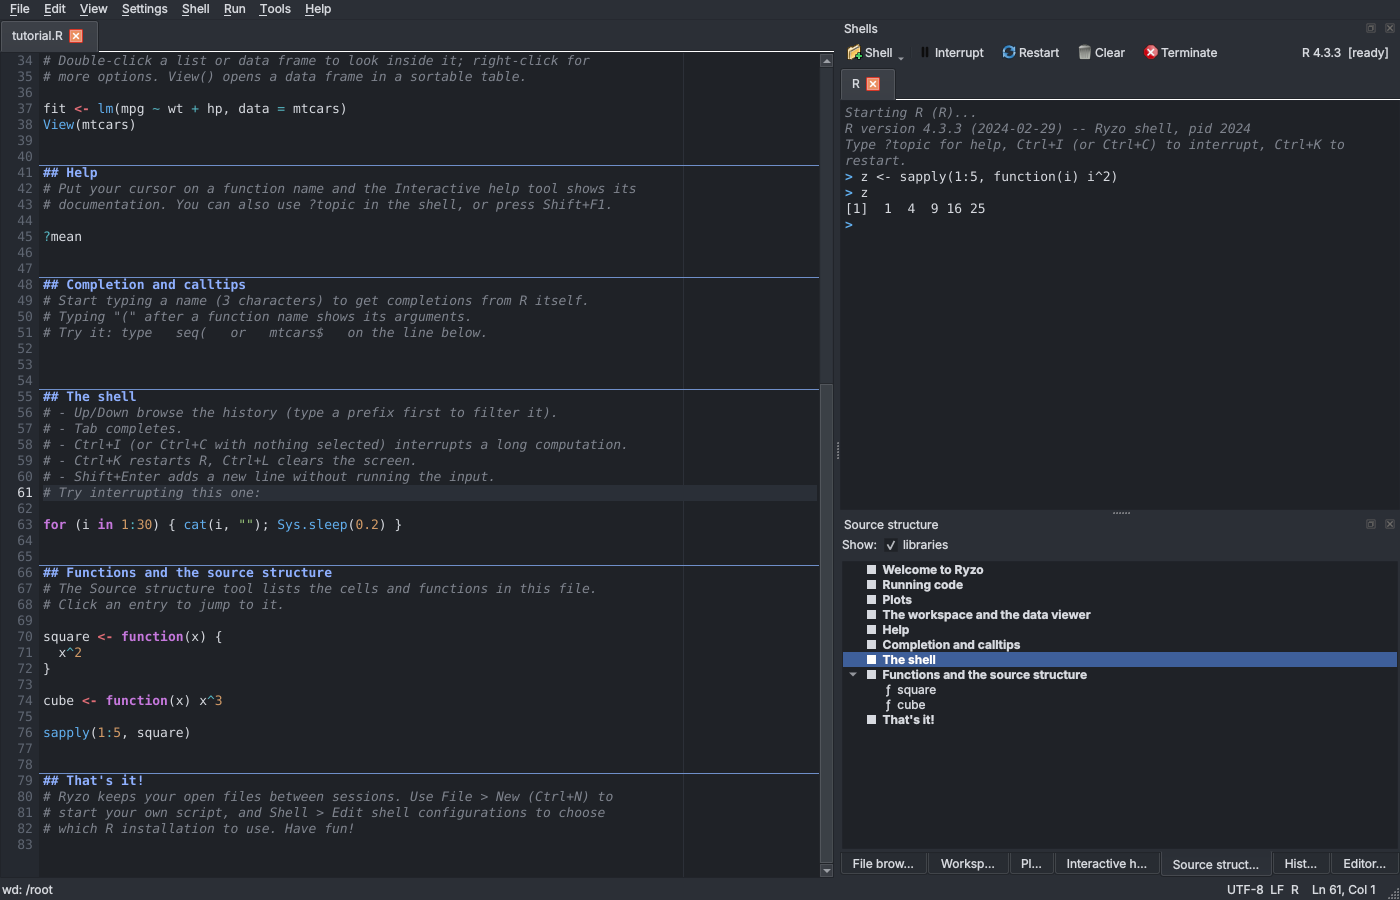 File Edit View Settings Shell Run Tools Help
tutorial.R
34 # Double-click a list or data frame to look inside it; right-click for
35 # more options. View() opens a data frame in a sortable table.
36
37 fit <- lm(mpg ~ wt + hp, data = mtcars)
38 View(mtcars)
39
40
41 ## Help
42 # Put your cursor on a function name and the Interactive help tool shows its
43 # documentation. You can also use ?topic in the shell, or press Shift+F1.
44
45 ?mean
46
47
48 ## Completion and calltips
49 # Start typing a name (3 characters) to get completions from R itself.
50 # Typing "(" after a function name shows its arguments.
51 # Try it: type   seq(   or   mtcars$   on the line below.
52
53
54
55 ## The shell
56 # - Up/Down browse the history (type a prefix first to filter it).
57 # - Tab completes.
58 # - Ctrl+I (or Ctrl+C with nothing selected) interrupts a long computation.
59 # - Ctrl+K restarts R, Ctrl+L clears the screen.
60 # - Shift+Enter adds a new line without running the input.
61 # Try interrupting this one:
62
63 for (i in 1:30) { cat(i, ""); Sys.sleep(0.2) }
64
65
66 ## Functions and the source structure
67 # The Source structure tool lists the cells and functions in this file.
68 # Click an entry to jump to it.
69
70 square <- function(x) {
71   x^2
72 }
73
74 cube <- function(x) x^3
75
76 sapply(1:5, square)
77
78
79 ## That's it!
80 # Ryzo keeps your open files between sessions. Use File > New (Ctrl+N) to
81 # start your own script, and Shell > Edit shell configurations to choose
82 # which R installation to use. Have fun!
83
Shells
Shell Interrupt Restart Clear Terminate R 4.3.3 [ready]
R
Starting R (R)...
R version 4.3.3 (2024-02-29) -- Ryzo shell, pid 2024
Type ?topic for help, Ctrl+I (or Ctrl+C) to interrupt, Ctrl+K to
restart.
> z <- sapply(1:5, function(i) i^2)
> z
[1]  1  4  9 16 25
>
Source structure
Show: libraries
Welcome to Ryzo
Running code
Plots
The workspace and the data viewer
Help
Completion and calltips
The shell
Functions and the source structure
ƒ square
ƒ cube
That's it!
File brow... Worksp... Pl... Interactive h... Source struct... Hist... Editor...
wd: /root UTF-8 LF R Ln 61, Col 1